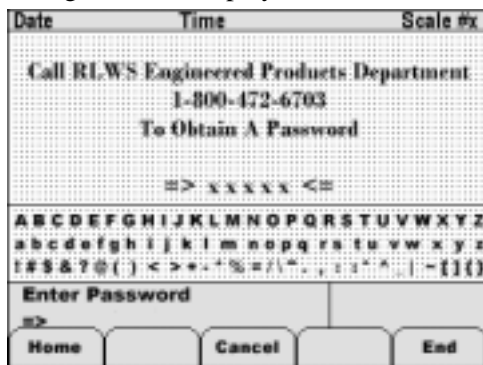 Date Time Scale #x
Call RLWS Engineered Products Department
1-800-472-6703
To Obtain A Password
=> x x x x x <=
A B C D E F G H I J K L M N O P Q R S T U V W X Y Z
a b c d e f g h i j k l m n o p q r s t u v w x y z
! # $ & ? @ ( ) < > + - * % = / \
Enter Password
=>
Home Cancel End